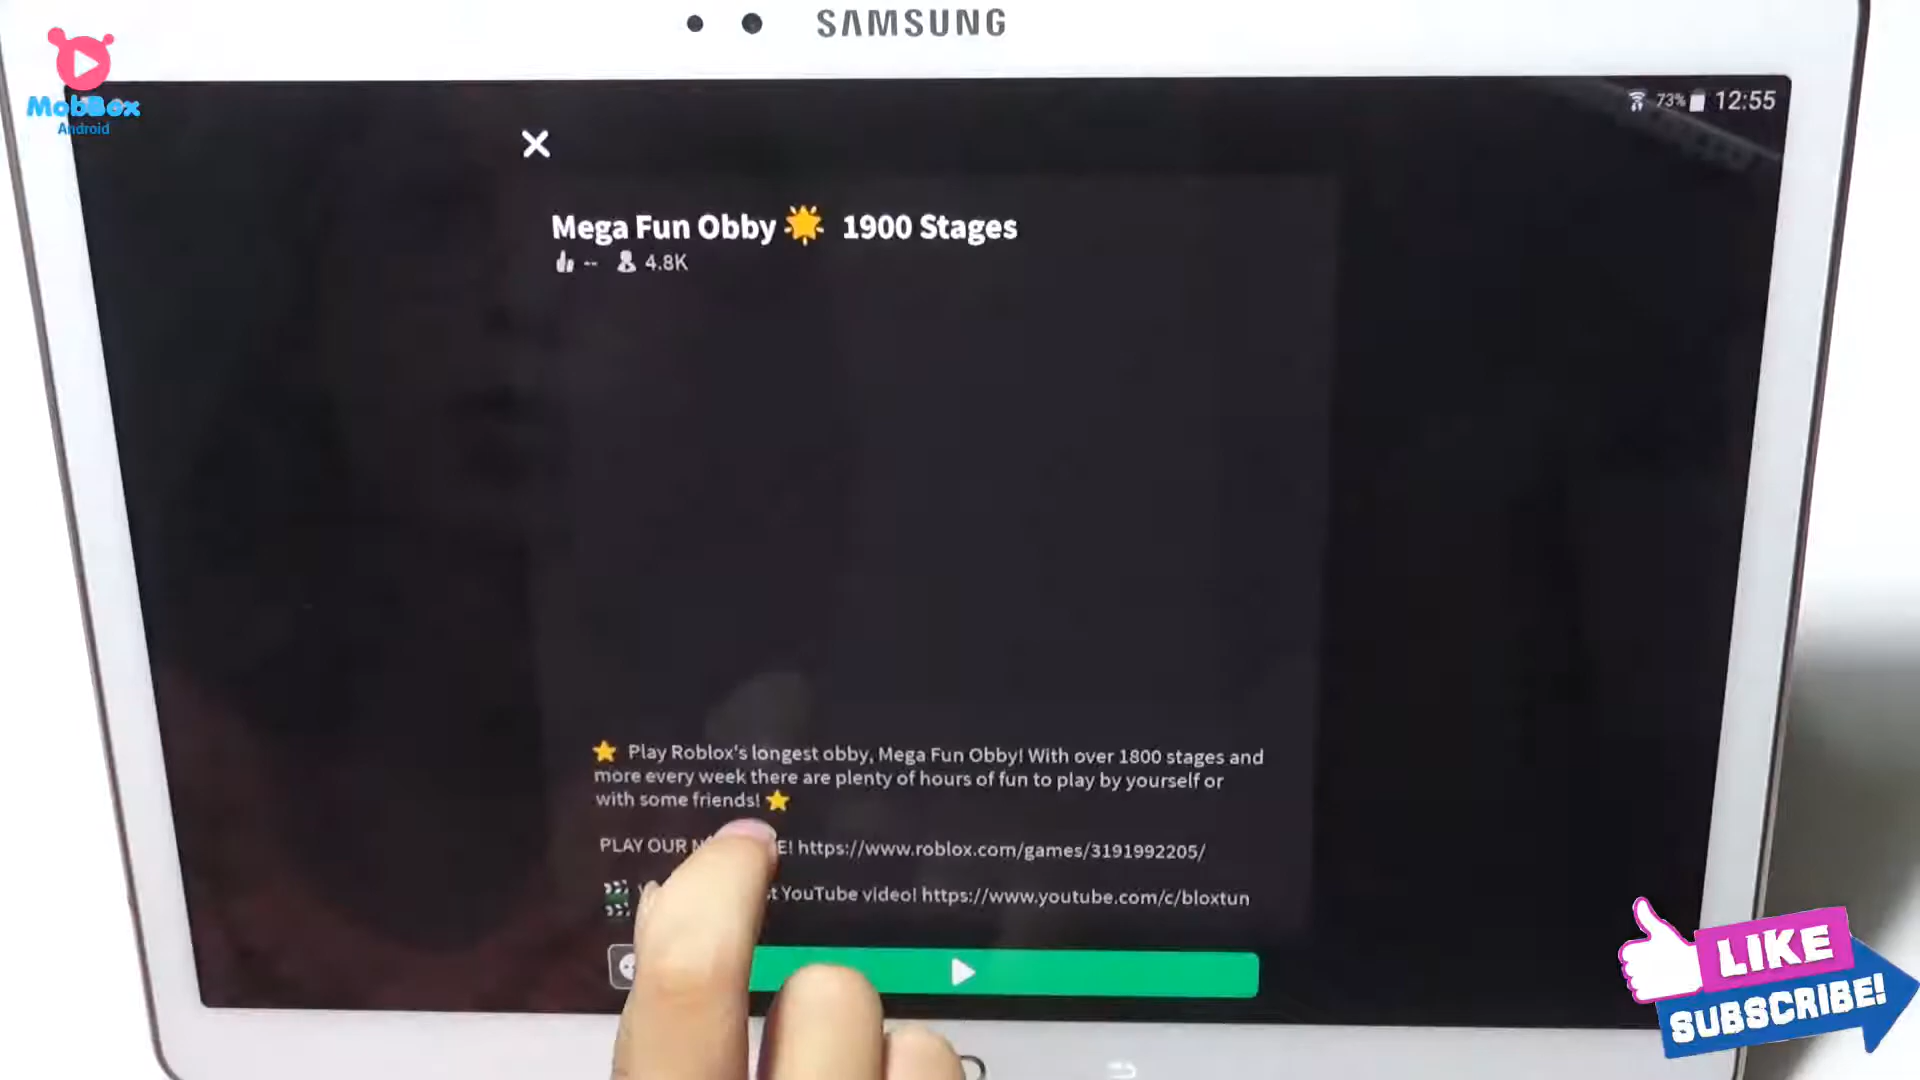 SAMSUNG
MobBox
Android
73% 12:55
Mega Fun Obby 1900 Stages
-- 4.8K
Play Roblox's longest obby, Mega Fun Obby! With over 1800 stages and
more every week there are plenty of hours of fun to play by yourself or
with some friends!
PLAY OUR E! https://www.roblox.com/games/3191992205/
YouTube video! https://www.youtube.com/c/bloxtun
LIKE
SUBSCRIBE!